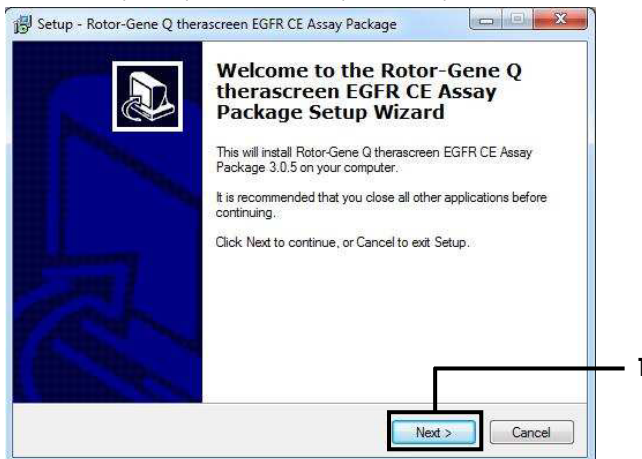 Setup - Rotor-Gene Q therascreen EGFR CE Assay Package
Welcome to the Rotor-Gene Q
therascreen EGFR CE Assay
Package Setup Wizard
This will install Rotor-Gene Q therascreen EGFR CE Assay
Package 3.0.5 on your computer.
It is recommended that you close all other applications before
continuing.
Click Next to continue, or Cancel to exit Setup.
1
Next >
Cancel